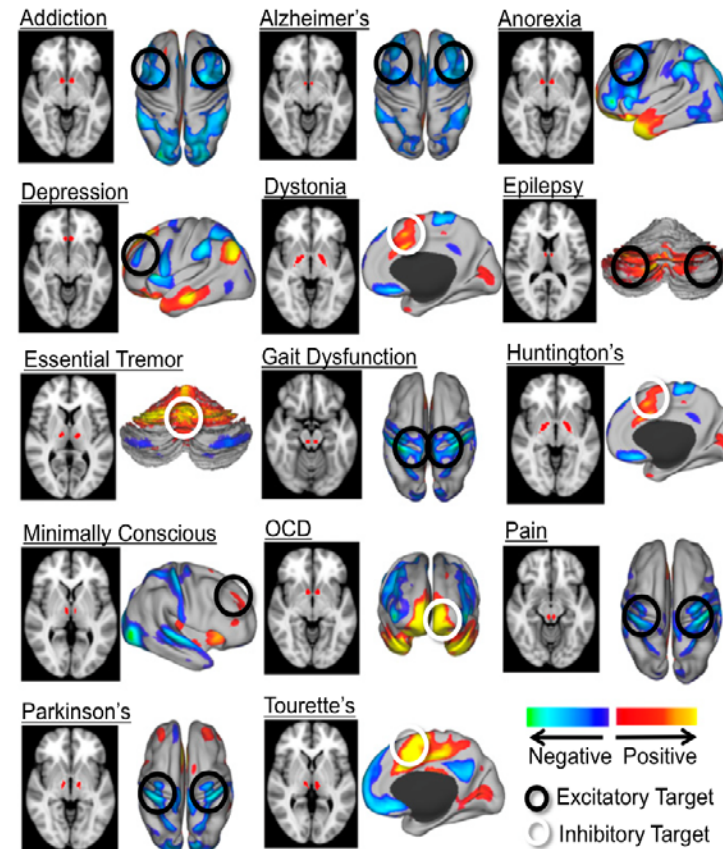 Addiction
Alzheimer's
Anorexia
Depression
Dystonia
Epilepsy
Essential Tremor
Gait Dysfunction
Huntington's
Minimally Conscious
OCD
Pain
Parkinson's
Tourette's
Negative Positive
Excitatory Target
Inhibitory Target